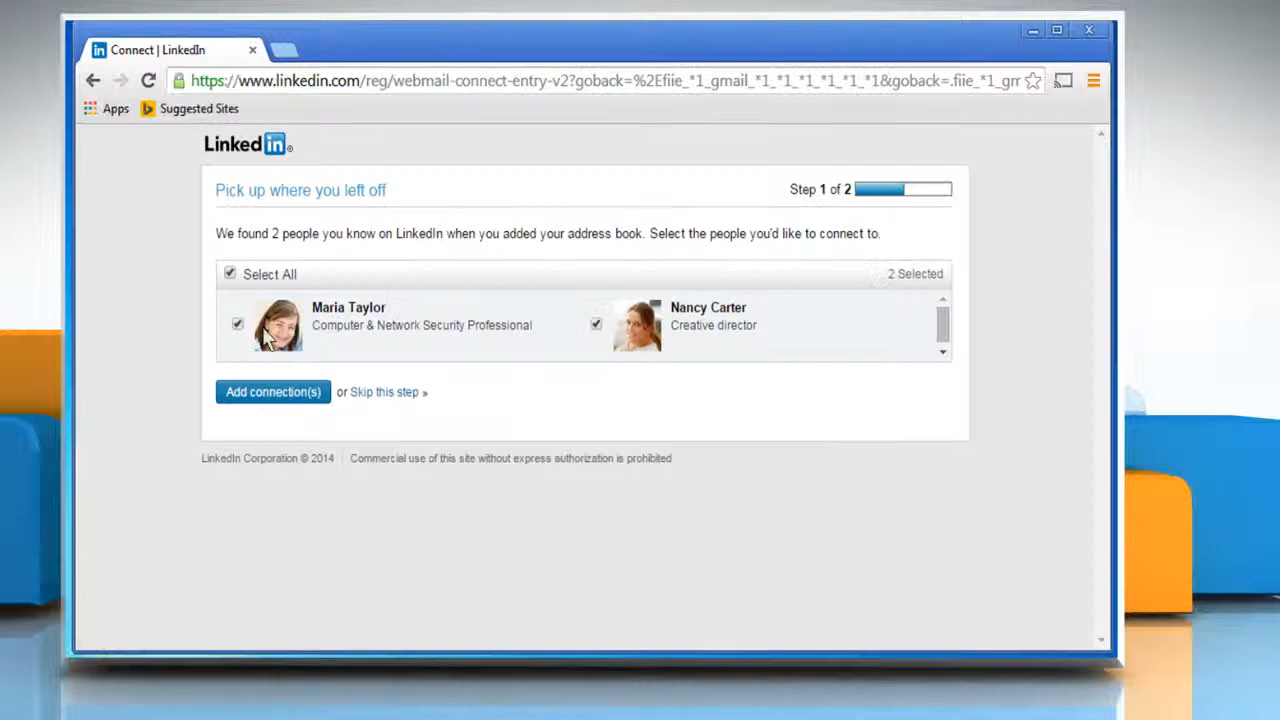 Connect | LinkedIn
https://www.linkedin.com/reg/webmail-connect-entry-v2?goback=%2Efiie_*1_gmail_*1_*1_*1_*1_*1_*1&goback=.fiie_*1_gm
Apps
Suggested Sites
Linked in ®
Pick up where you left off
Step 1 of 2
We found 2 people you know on LinkedIn when you added your address book. Select the people you'd like to connect to.
Select All
2 Selected
Maria Taylor
Computer & Network Security Professional
Nancy Carter
Creative director
Add connection(s) or Skip this step »
LinkedIn Corporation © 2014 Commercial use of this site without express authorization is prohibited